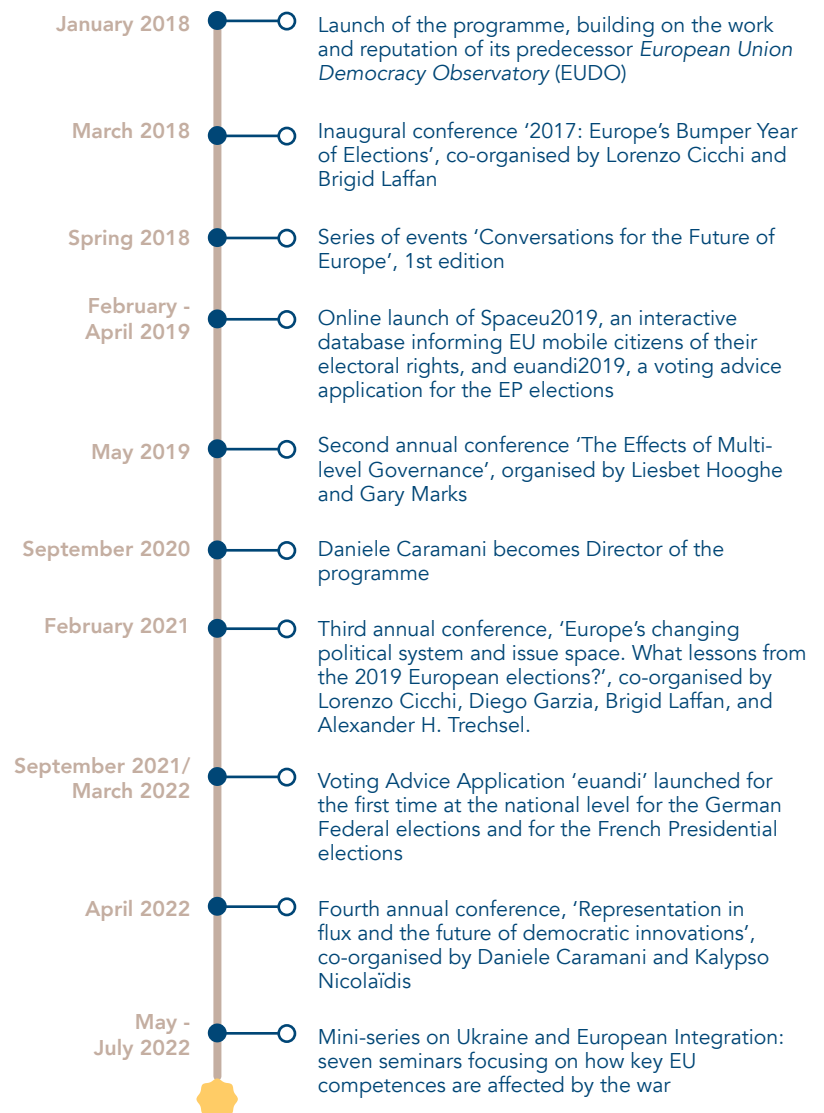 January 2018
Launch of the programme, building on the work
and reputation of its predecessor European Union
Democracy Observatory (EUDO)
March 2018
Inaugural conference ‘2017: Europe’s Bumper Year
of Elections’, co-organised by Lorenzo Cicchi and
Brigid Laffan
Spring 2018
Series of events ‘Conversations for the Future of
Europe’, 1st edition
February -
April 2019
Online launch of Spaceu2019, an interactive
database informing EU mobile citizens of their
electoral rights, and euandi2019, a voting advice
application for the EP elections
May 2019
Second annual conference ‘The Effects of Multi-
level Governance’, organised by Liesbet Hooghe
and Gary Marks
September 2020
Daniele Caramani becomes Director of the
programme
February 2021
Third annual conference, ‘Europe’s changing
political system and issue space. What lessons from
the 2019 European elections?’, co-organised by
Lorenzo Cicchi, Diego Garzia, Brigid Laffan, and
Alexander H. Trechsel.
September 2021/
March 2022
Voting Advice Application ‘euandi’ launched for
the first time at the national level for the German
Federal elections and for the French Presidential
elections
April 2022
Fourth annual conference, ‘Representation in
flux and the future of democratic innovations’,
co-organised by Daniele Caramani and Kalypso
Nicolaïdis
May -
July 2022
Mini-series on Ukraine and European Integration:
seven seminars focusing on how key EU
competences are affected by the war